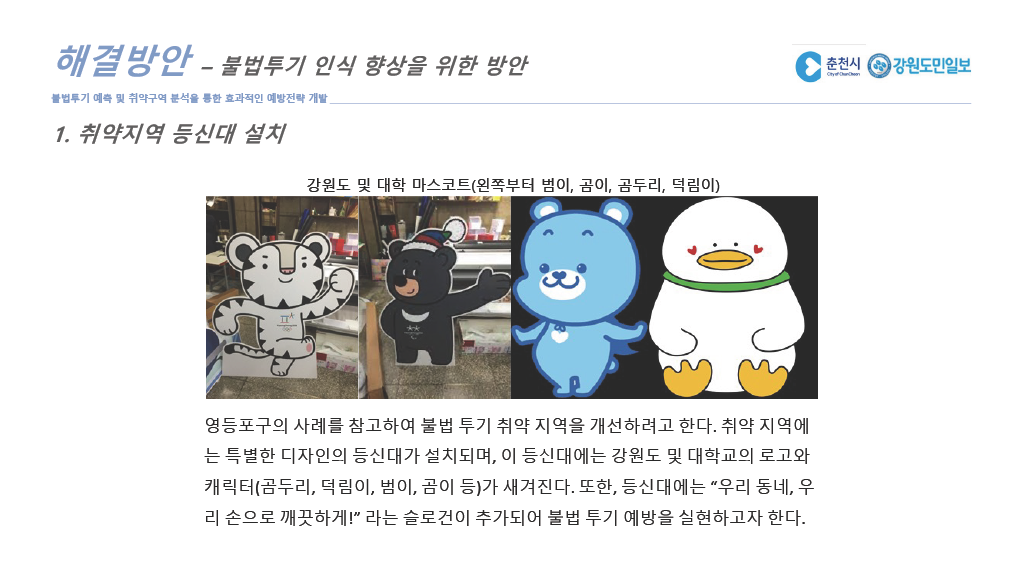 해결방안 – 불법투기 인식 향상을 위한 방안
춘천시
City of ChunCheon
강원도민일보
불법투기 예측 및 취약구역 분석을 통한 효과적인 예방전략 개발
1. 취약지역 등신대 설치
강원도 및 대학 마스코트(왼쪽부터 범이, 곰이, 곰두리, 덕림이)
영등포구의 사례를 참고하여 불법 투기 취약 지역을 개선하려고 한다. 취약 지역에
는 특별한 디자인의 등신대가 설치되며, 이 등신대에는 강원도 및 대학교의 로고와
캐릭터(곰두리, 덕림이, 범이, 곰이 등)가 새겨진다. 또한, 등신대에는 “우리 동네, 우
리 손으로 깨끗하게!” 라는 슬로건이 추가되어 불법 투기 예방을 실현하고자 한다.